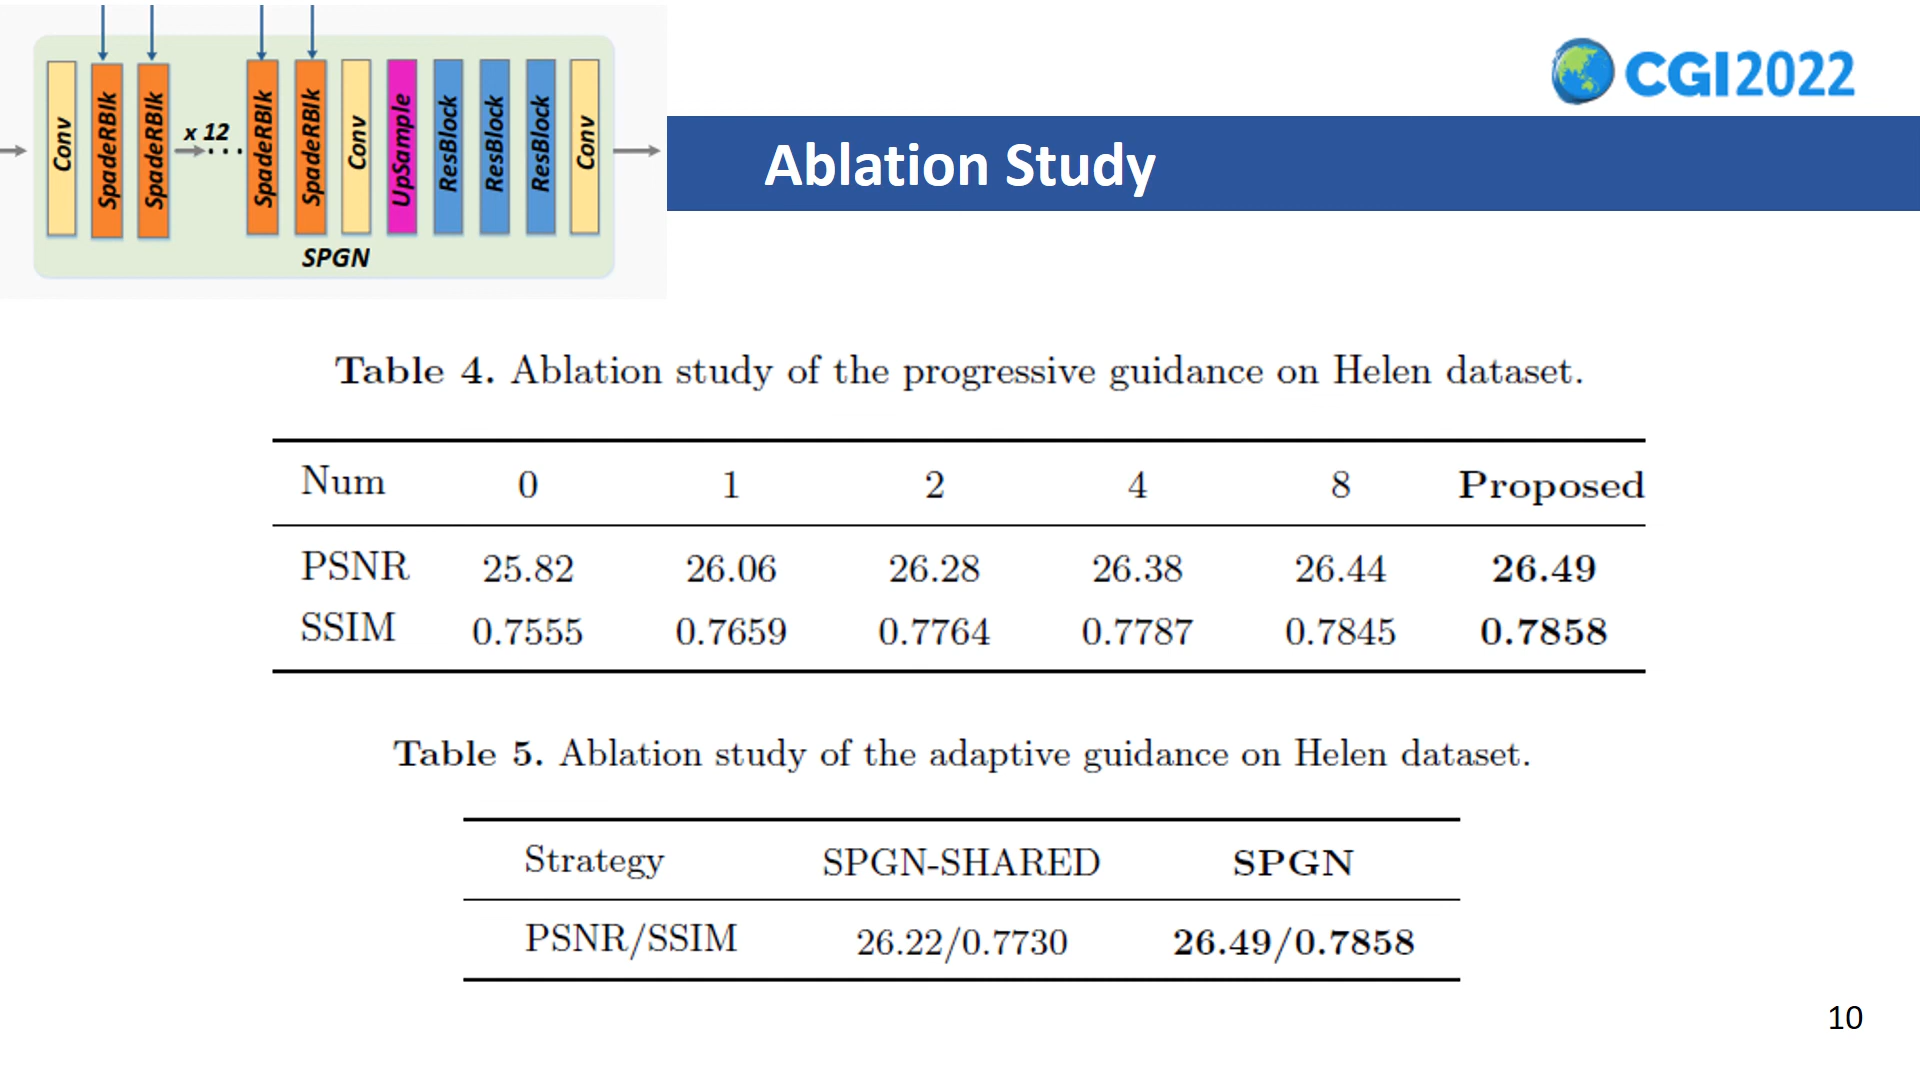 CGI2022
Ablation Study
Conv SpadeRBlk SpadeRBlk x 12 ... SpadeRBlk SpadeRBlk Conv UpSample ResBlock ResBlock ResBlock Conv
SPGN
Table 4. Ablation study of the progressive guidance on Helen dataset.
Num 0 1 2 4 8 Proposed
PSNR 25.82 26.06 26.28 26.38 26.44 26.49
SSIM 0.7555 0.7659 0.7764 0.7787 0.7845 0.7858
Table 5. Ablation study of the adaptive guidance on Helen dataset.
Strategy SPGN-SHARED SPGN
PSNR/SSIM 26.22/0.7730 26.49/0.7858
10